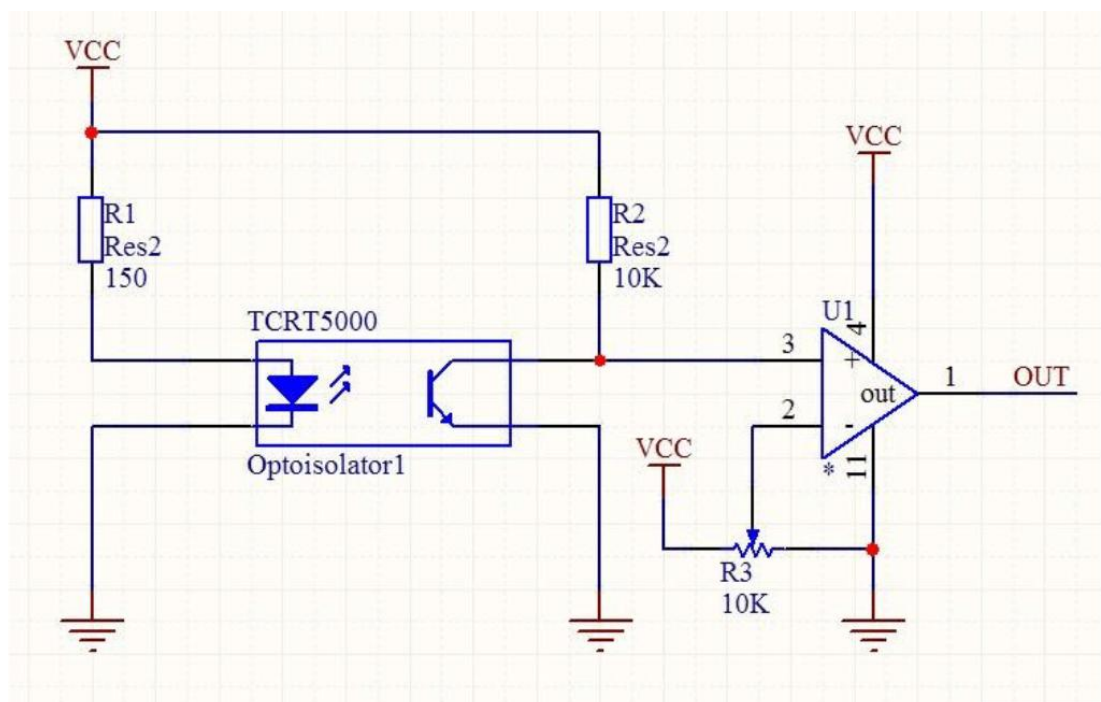 VCC
VCC
R1
Res2
150
R2
Res2
10K
U1
4
TCRT5000
3
+
out
1
OUT
2
-
VCC
Optoisolator1
*
11
R3
10K